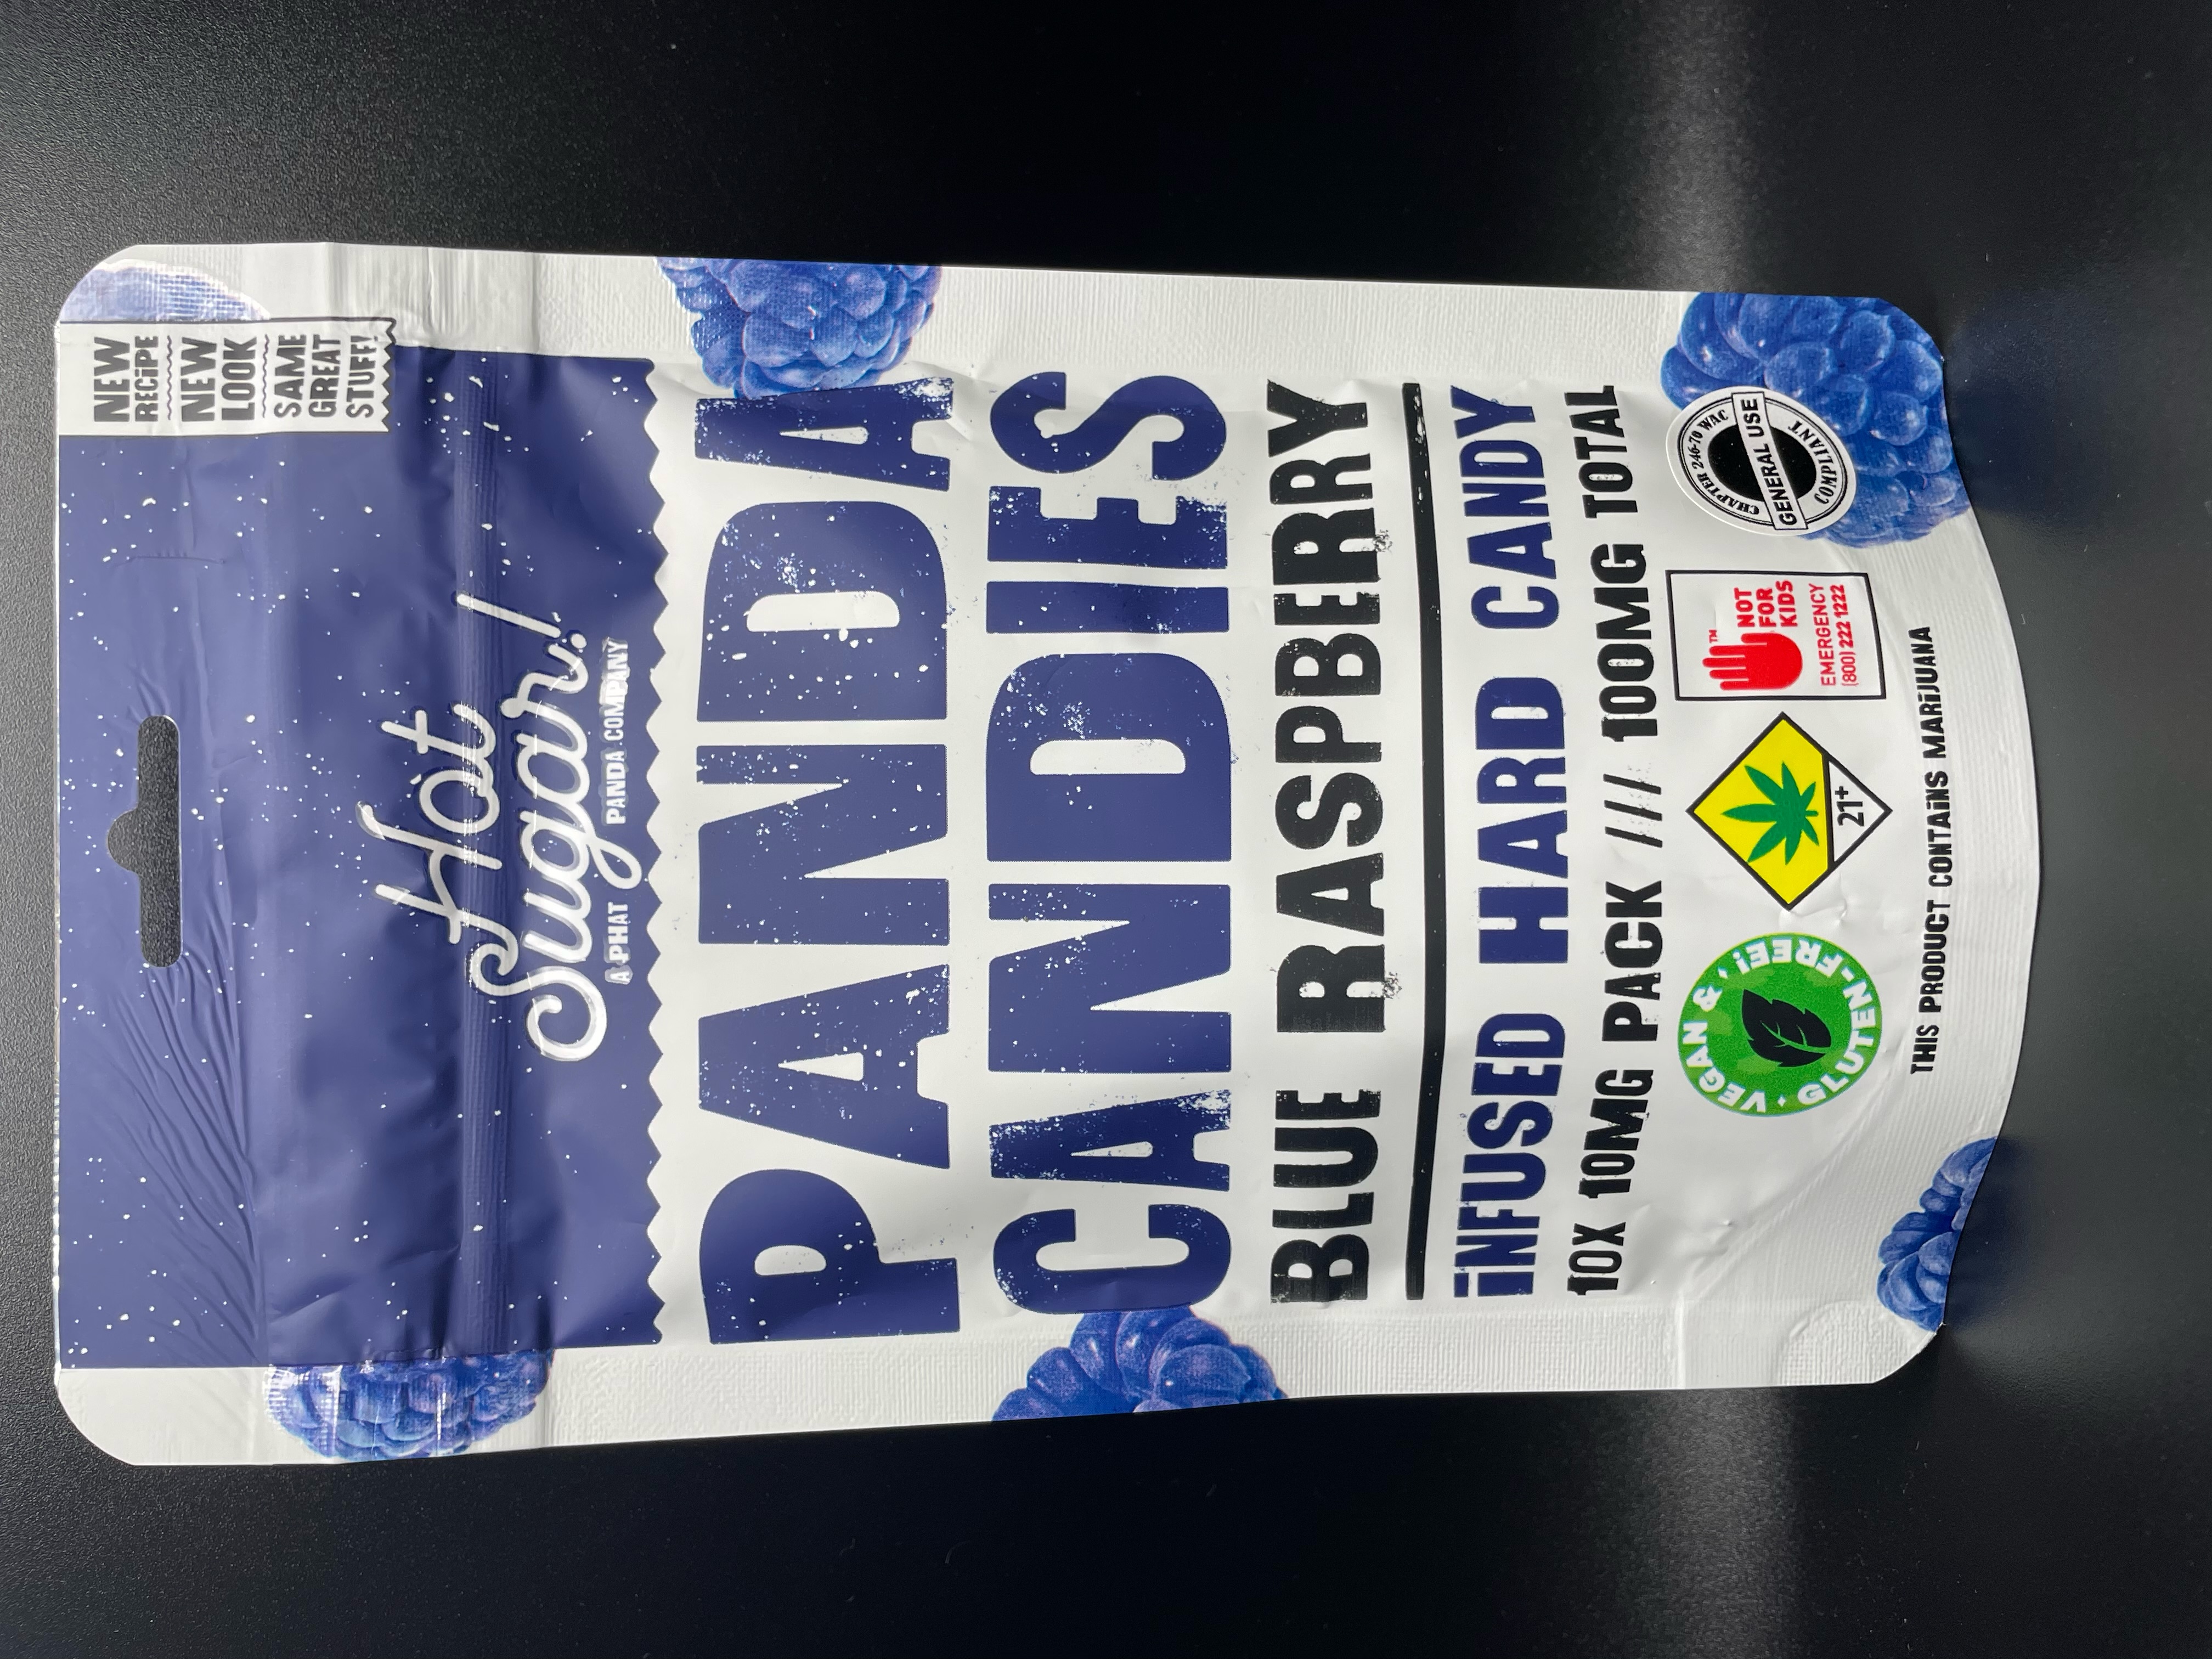 NEW
RECiPE
NEW
LOOK
SAME
GREAT
STUFF!
Hot
Sugar!
A PHAT PANDA COMPANY
PANDA
CANDIES
BLUE RASPBERRY
iNFUSED HARD CANDY
10X 10MG PACK /// 100MG TOTAL
VEGAN &
GLUTEN-FREE!
21+
NOT
FOR
KIDS
EMERGENCY
(800) 222 1222
CHAPTER 246-70 WAC
GENERAL USE
COMPLIANT
THIS PRODUCT CONTAiNS MARiJUANA